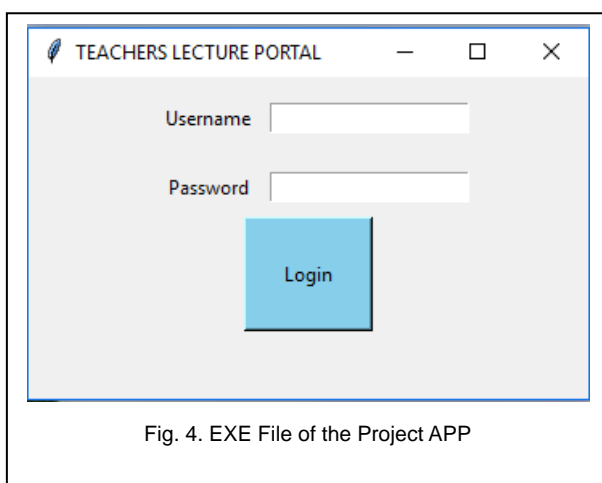 TEACHERS LECTURE PORTAL
Username
Password
Login
Fig. 4. EXE File of the Project APP